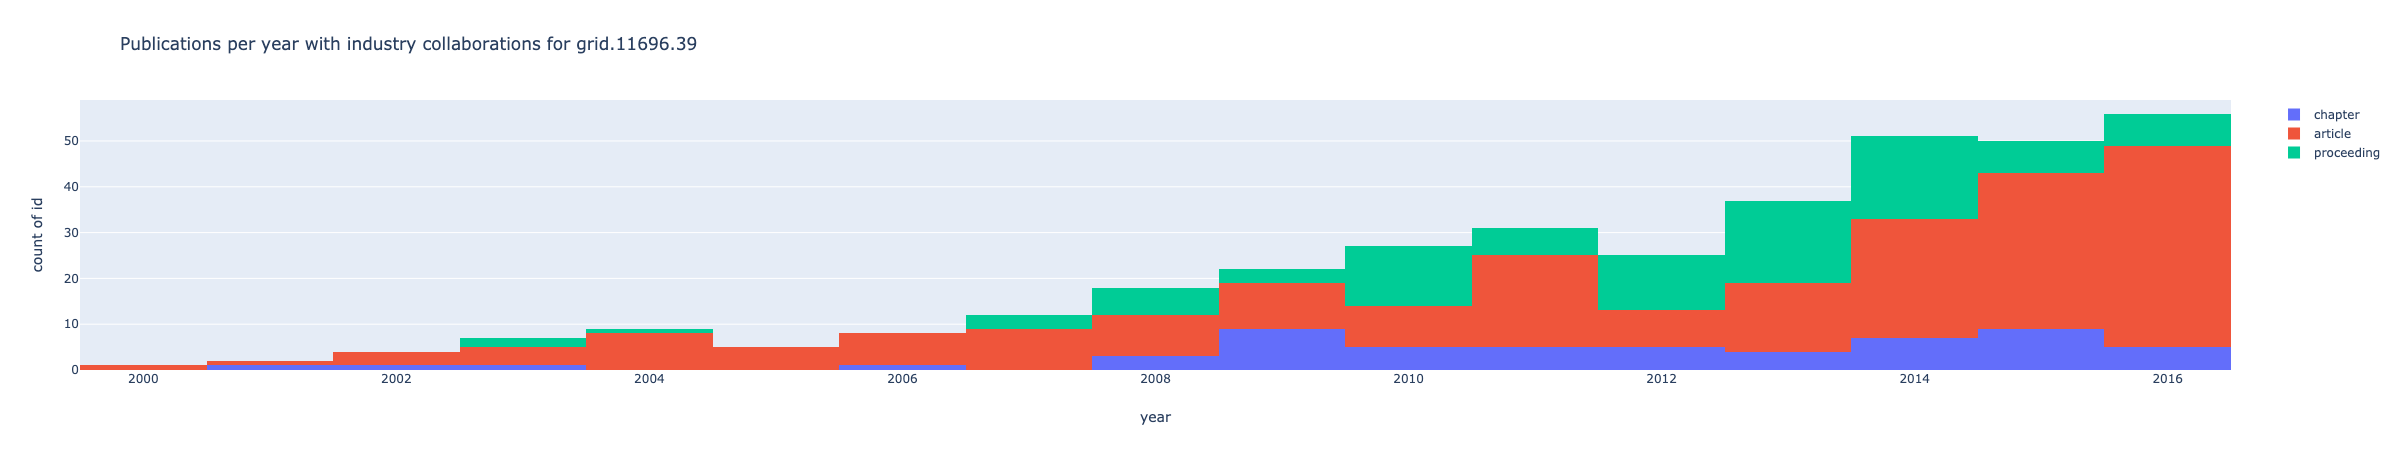 Publications per year with industry collaborations for grid.11696.39
chapter
article
proceeding
50
40
30
20
10
0
count of id
2000 2002 2004 2006 2008 2010 2012 2014 2016
year